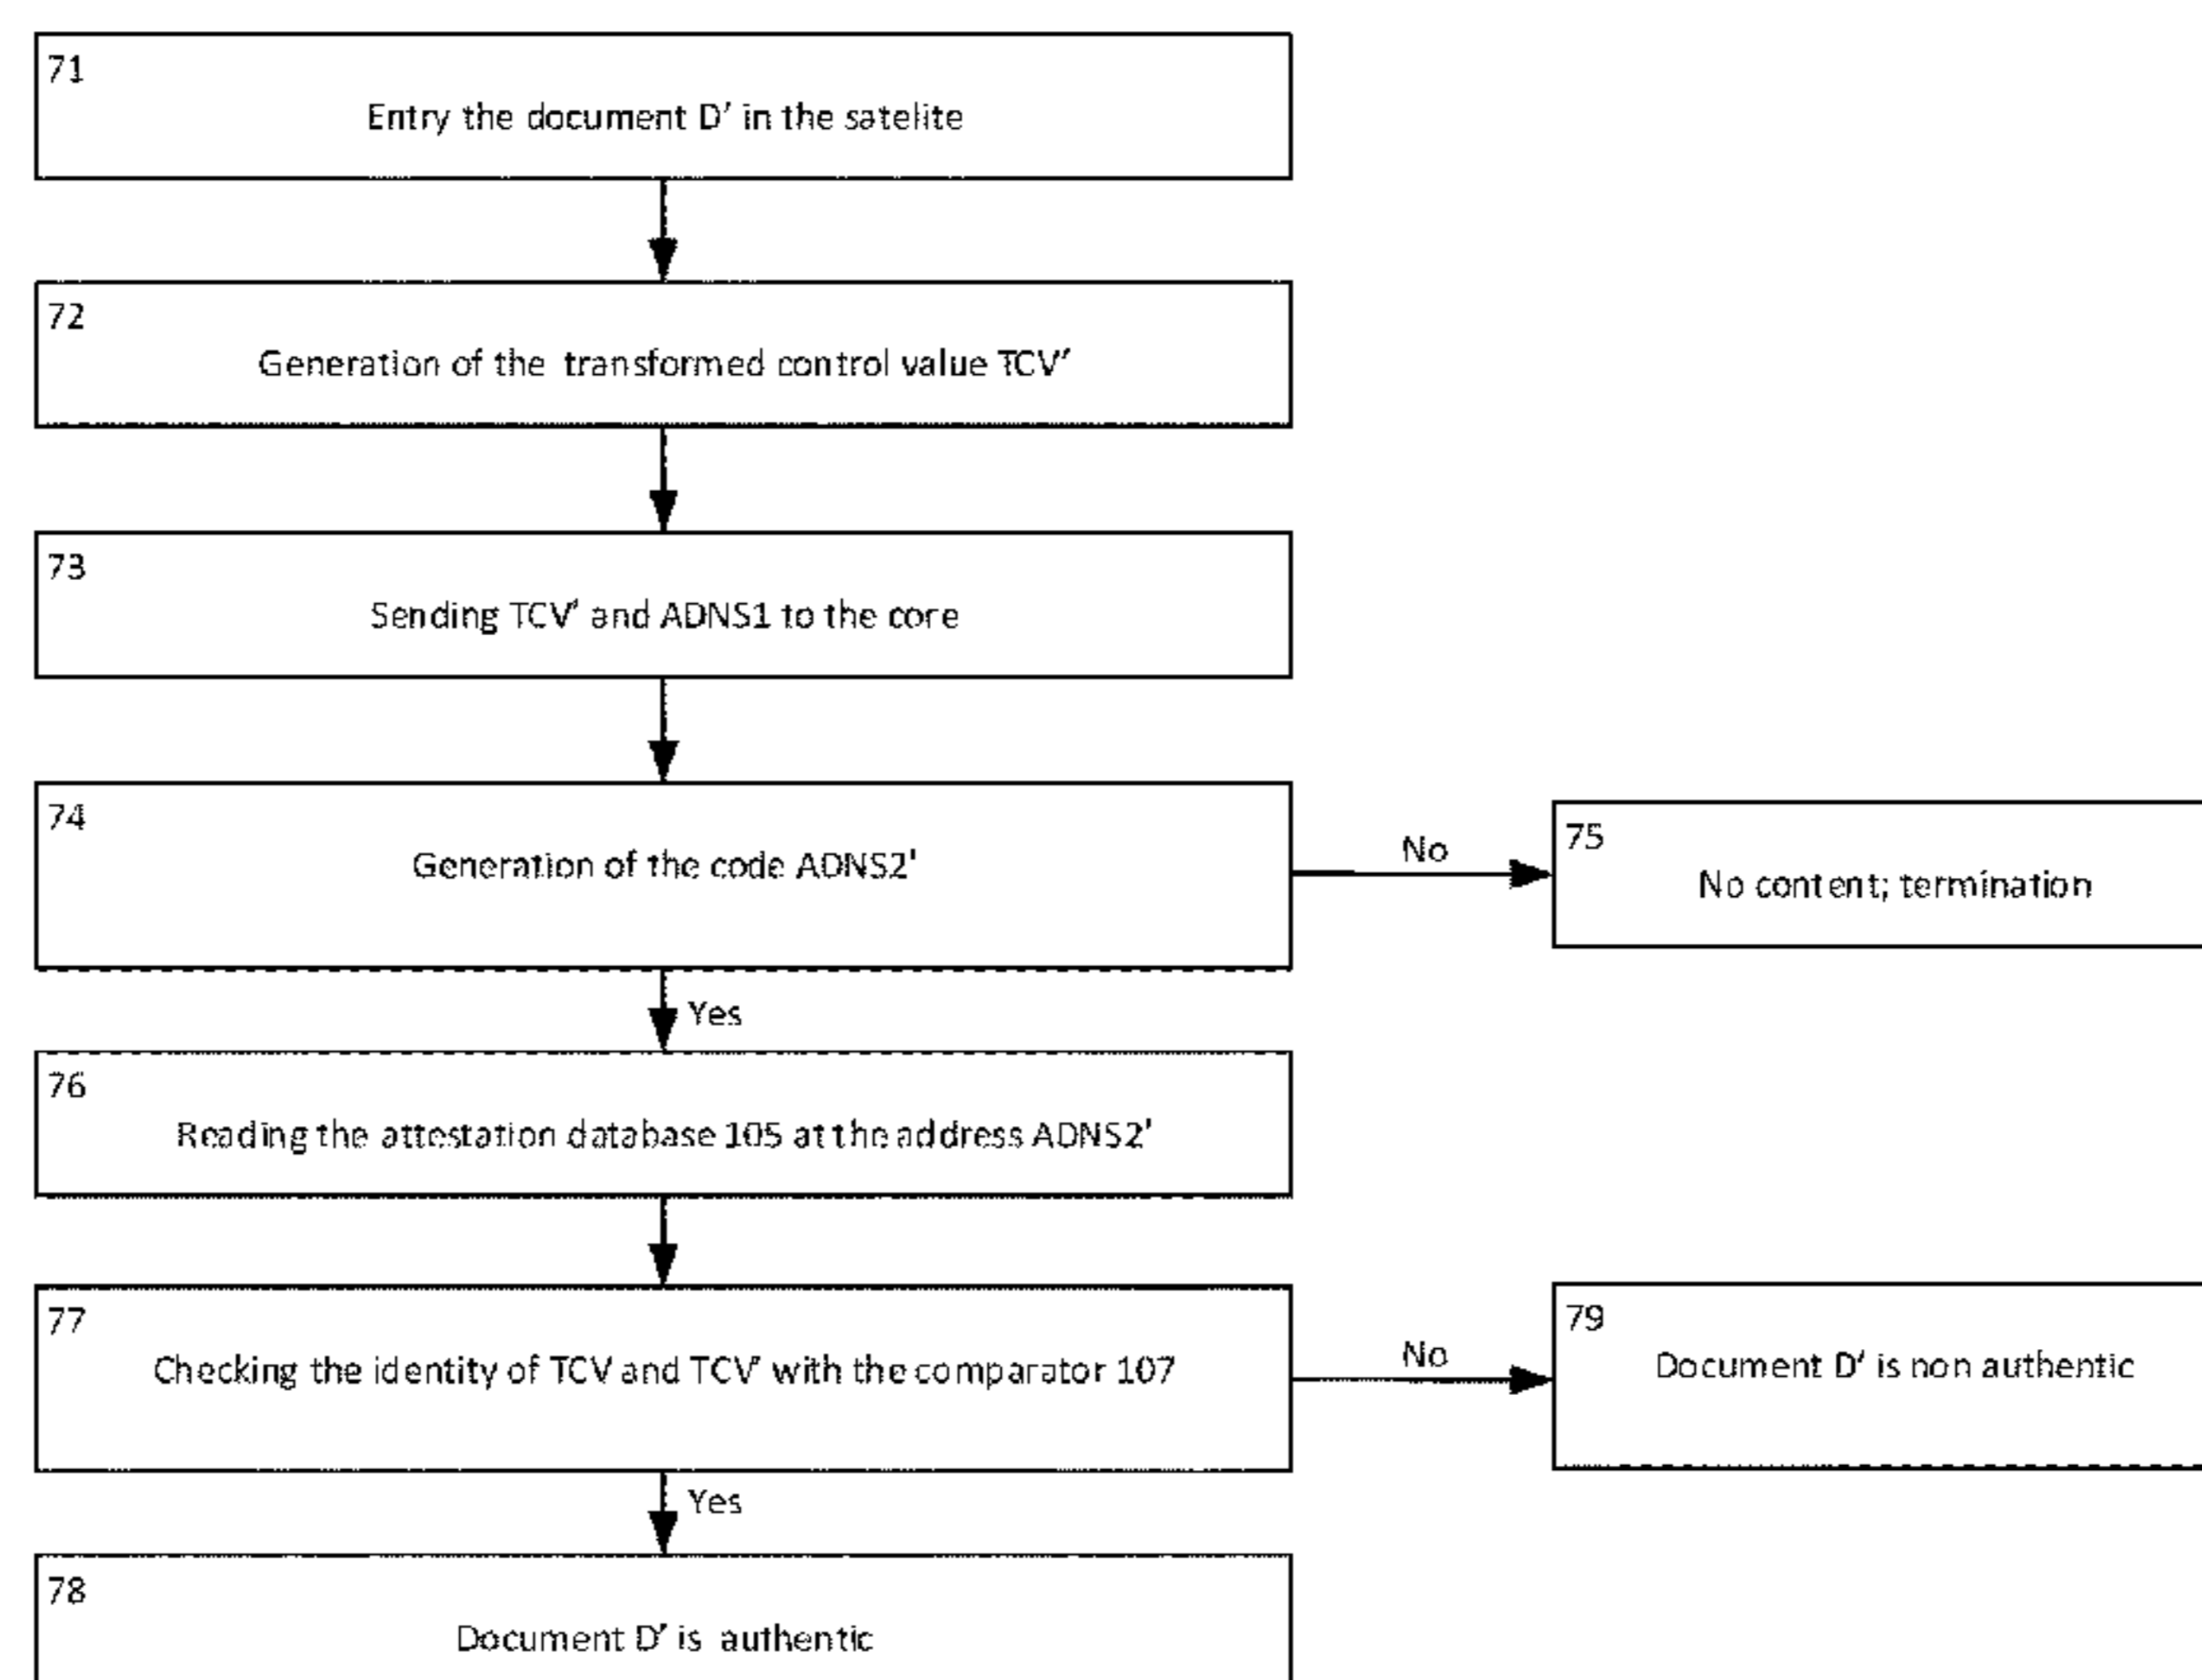 71
Entry the document D' in the satelite
72
Generation of the transformed control value TCV'
73
Sending TCV' and ADNS1 to the core
74
Generation of the code ADNS2'
No
75
No content; termination
Yes
76
Reading the attestation database 105 at the address ADNS2'
77
Checking the identity of TCV and TCV' with the comparator 107
No
79
Document D' is non authentic
Yes
78
Document D' is authentic